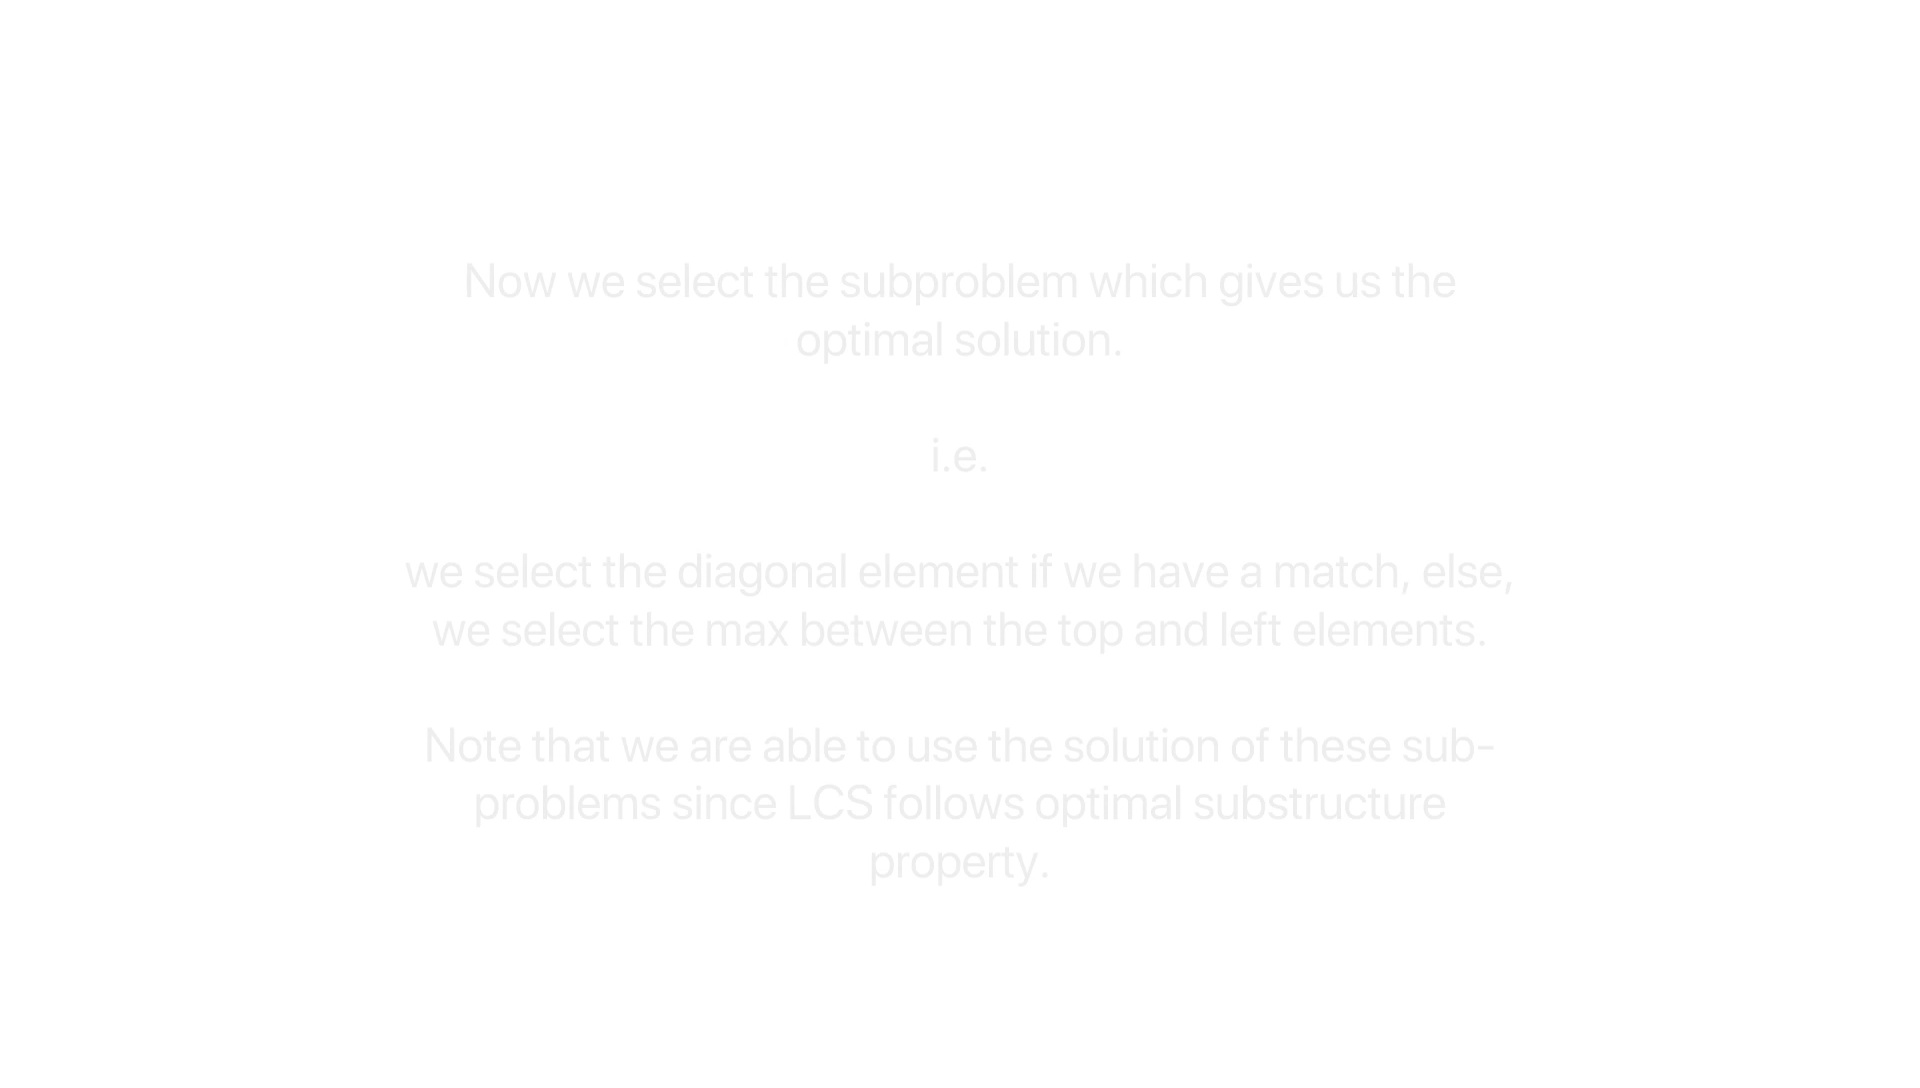 Now we select the subproblem which gives us the
optimal solution.
i.e.
we select the diagonal element if we have a match, else,
we select the max between the top and left elements.
Note that we are able to use the solution of these sub-
problems since LCS follows optimal substructure
property.